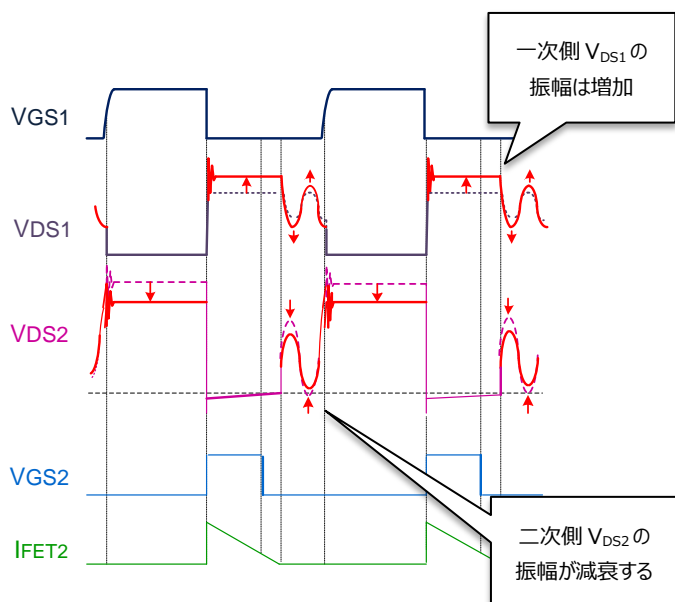 一次側 VDS1 の
振幅は増加
VGS1
VDS1
VDS2
VGS2
IFET2
二次側 VDS2 の
振幅が減衰する